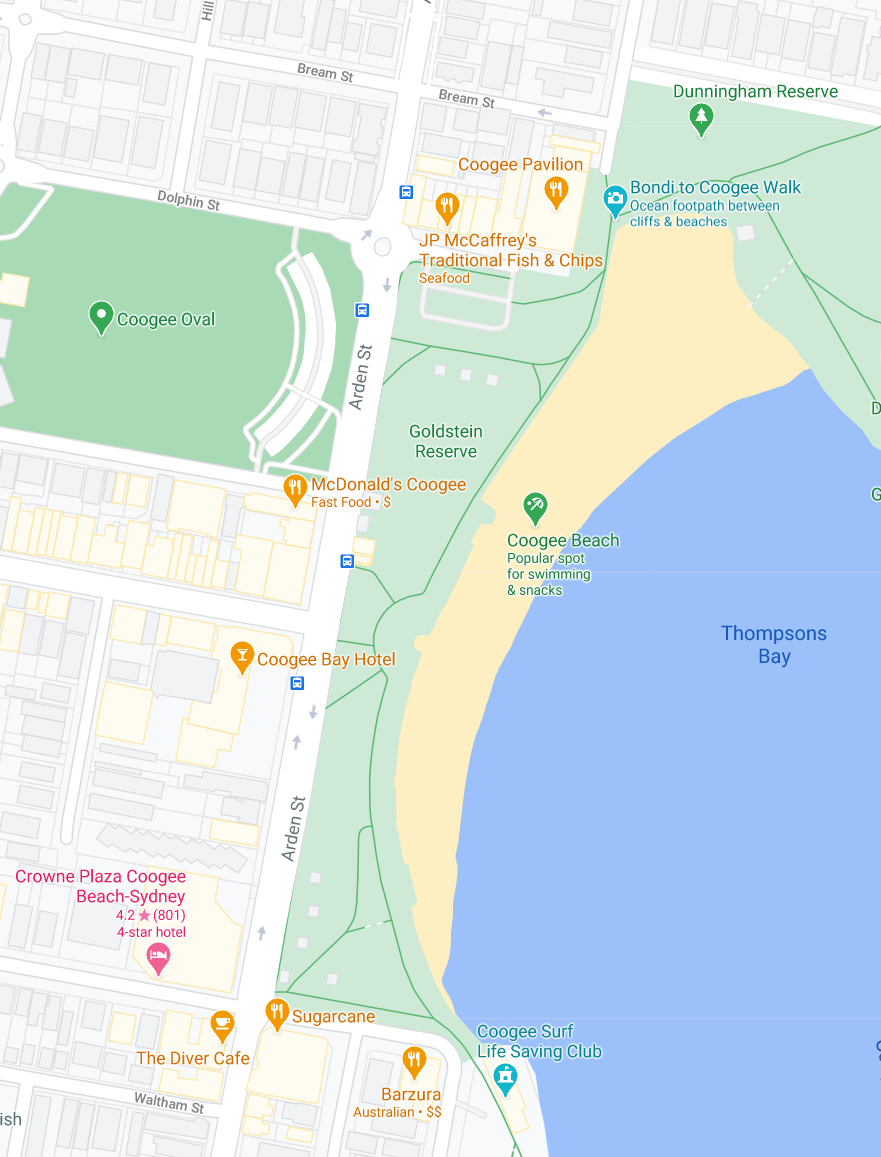 Hill
Bream St
Bream St
Dunningham Reserve
Coogee Pavilion
Bondi to Coogee Walk
Ocean footpath between
cliffs & beaches
Dolphin St
JP McCaffrey's
Traditional Fish & Chips
Seafood
Coogee Oval
Arden St
D
Goldstein
Reserve
McDonald's Coogee
Fast Food • $
G
Coogee Beach
Popular spot
for swimming
& snacks
Thompsons
Bay
Coogee Bay Hotel
Arden St
Crowne Plaza Coogee
Beach-Sydney
4.2 ★ (801)
4-star hotel
Sugarcane
The Diver Cafe
Coogee Surf
Life Saving Club
Barzura
Australian • $$
Waltham St
ish